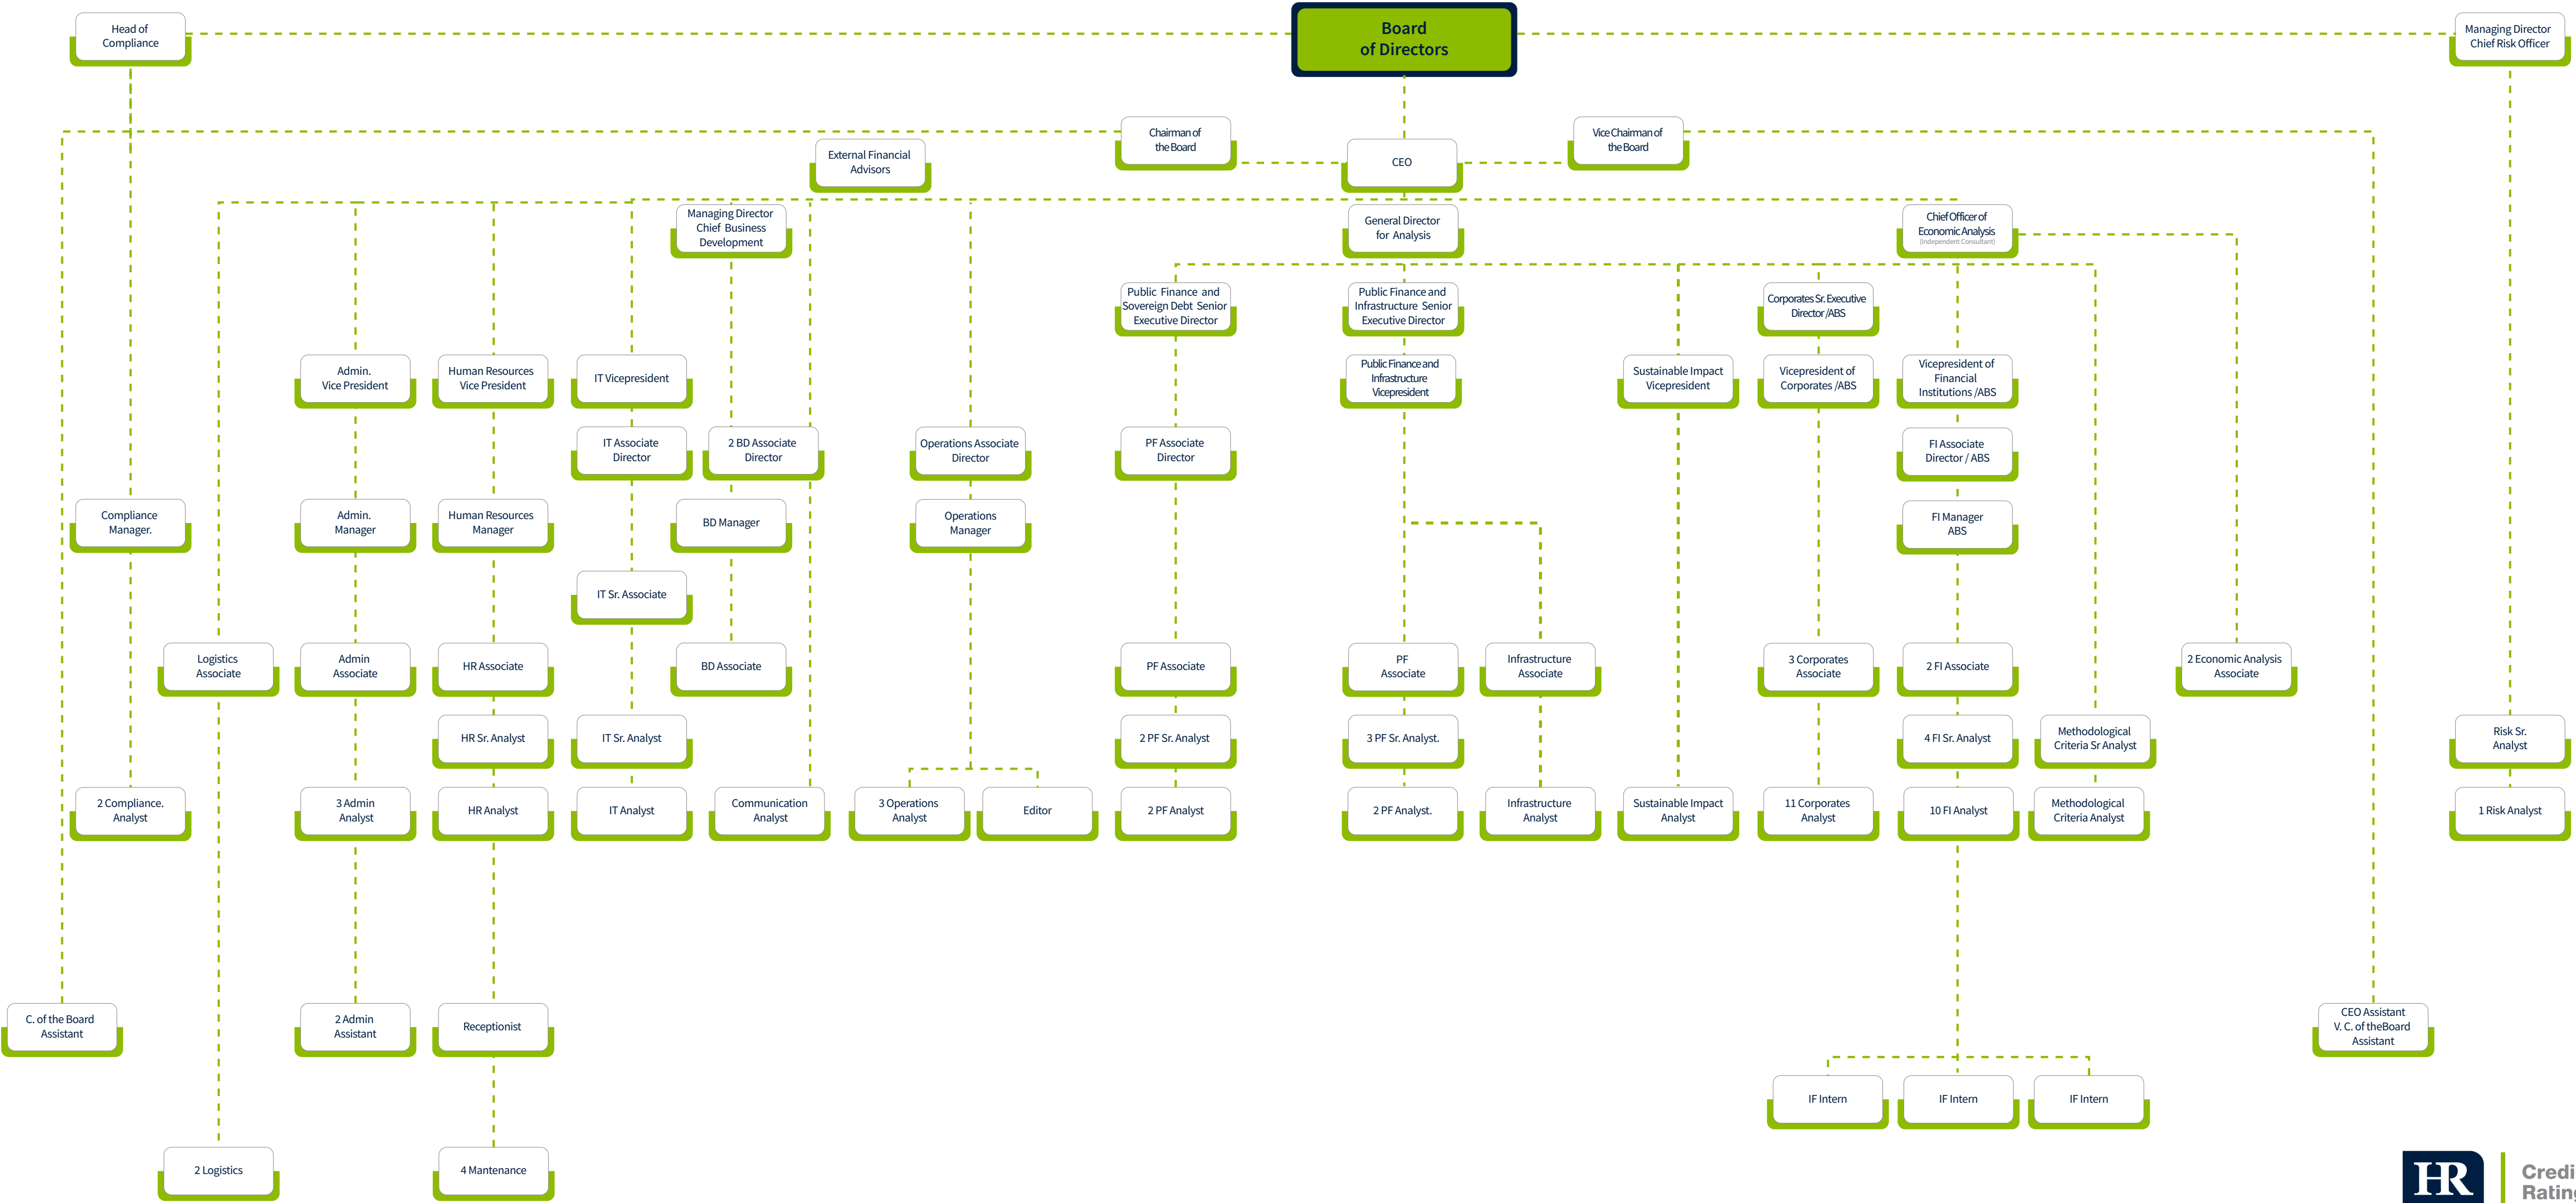 Head of
Compliance
Board
of Directors
Managing Director
Chief Risk Officer
Chairman of
the Board
Vice Chairman of
the Board
External Financial
Advisors
CEO
Managing Director
Chief Business
Development
General Director
for Analysis
Chief Officer of
Economic Analysis
(Independent Consultant)
Public Finance and
Sovereign Debt Senior
Executive Director
Public Finance and
Infrastructure Senior
Executive Director
Corporates Sr. Executive
Director /ABS
Admin.
Vice President
Human Resources
Vice President
IT Vicepresident
Public Finance and
Infrastructure
Vicepresident
Sustainable Impact
Vicepresident
Vicepresident of
Corporates /ABS
Vicepresident of
Financial
Institutions /ABS
IT Associate
Director
2 BD Associate
Director
Operations Associate
Director
PF Associate
Director
FI Associate
Director / ABS
Compliance
Manager.
Admin.
Manager
Human Resources
Manager
BD Manager
Operations
Manager
FI Manager
ABS
IT Sr. Associate
Logistics
Associate
Admin
Associate
HR Associate
BD Associate
PF Associate
PF
Associate
Infrastructure
Associate
3 Corporates
Associate
2 FI Associate
2 Economic Analysis
Associate
HR Sr. Analyst
IT Sr. Analyst
2 PF Sr. Analyst
3 PF Sr. Analyst.
4 FI Sr. Analyst
Methodological
Criteria Sr Analyst
Risk Sr.
Analyst
2 Compliance.
Analyst
3 Admin
Analyst
HR Analyst
IT Analyst
Communication
Analyst
3 Operations
Analyst
Editor
2 PF Analyst
2 PF Analyst.
Infrastructure
Analyst
Sustainable Impact
Analyst
11 Corporates
Analyst
10 FI Analyst
Methodological
Criteria Analyst
1 Risk Analyst
C. of the Board
Assistant
2 Admin
Assistant
Receptionist
CEO Assistant
V. C. of theBoard
Assistant
IF Intern
IF Intern
IF Intern
2 Logistics
4 Mantenance
HR
Credi
Ratin